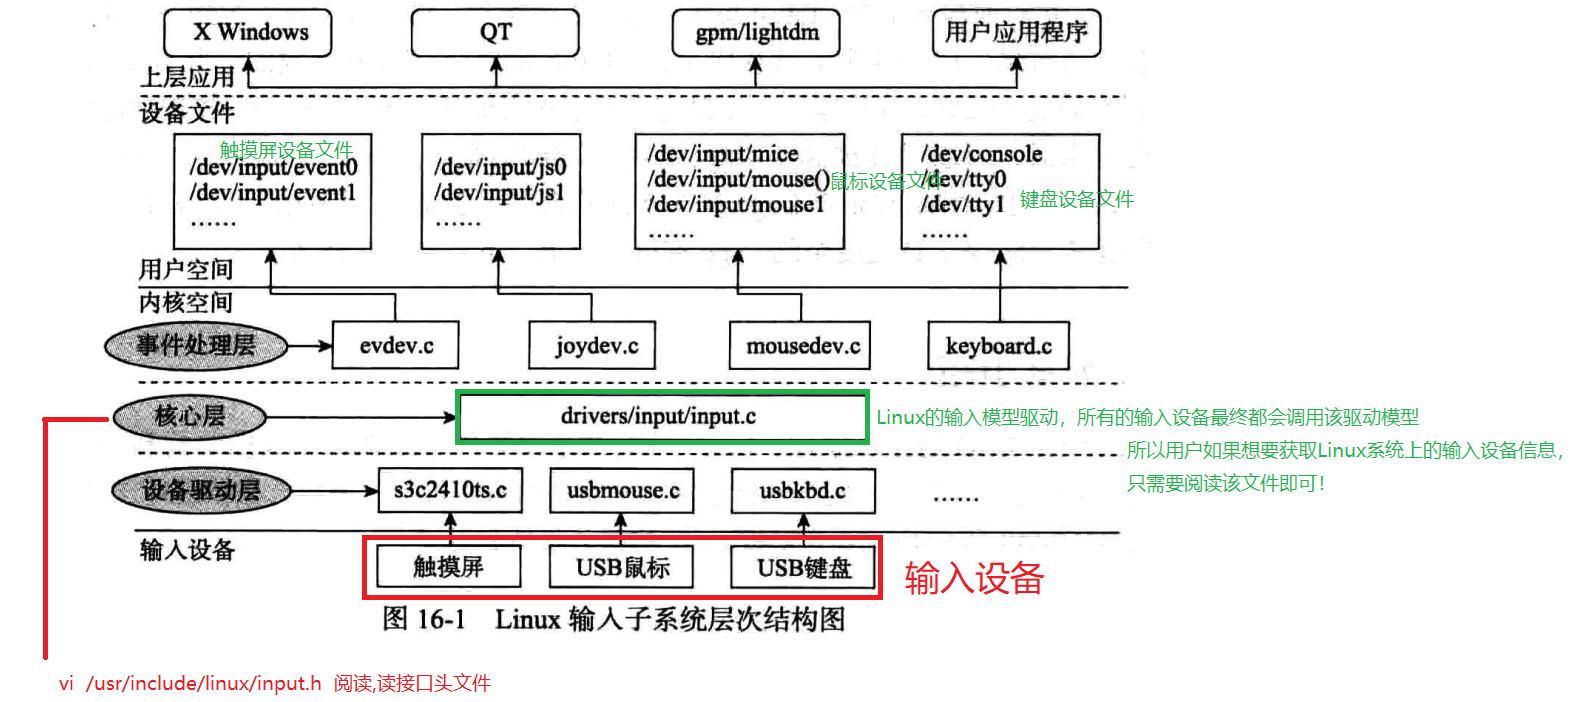 X Windows
QT
gpm/lightdm
用户应用程序
上层应用
设备文件
触摸屏设备文件
/dev/input/event0
/dev/input/event1
......
/dev/input/js0
/dev/input/js1
......
/dev/input/mice
/dev/input/mouse()
/dev/input/mouse1
......
鼠标设备文件
/dev/console
/dev/tty0
/dev/tty1
......
键盘设备文件
用户空间
内核空间
事件处理层
evdev.c
joydev.c
mousedev.c
keyboard.c
核心层
drivers/input/input.c
Linux的输入模型驱动，所有的输入设备最终都会调用该驱动模型
所以用户如果想要获取Linux系统上的输入设备信息，
只需要阅读该文件即可！
设备驱动层
s3c2410ts.c
usbmouse.c
usbkbd.c
......
输入设备
触摸屏
USB鼠标
USB键盘
输入设备
图 16-1 Linux 输入子系统层次结构图
vi /usr/include/linux/input.h 阅读,读接口头文件